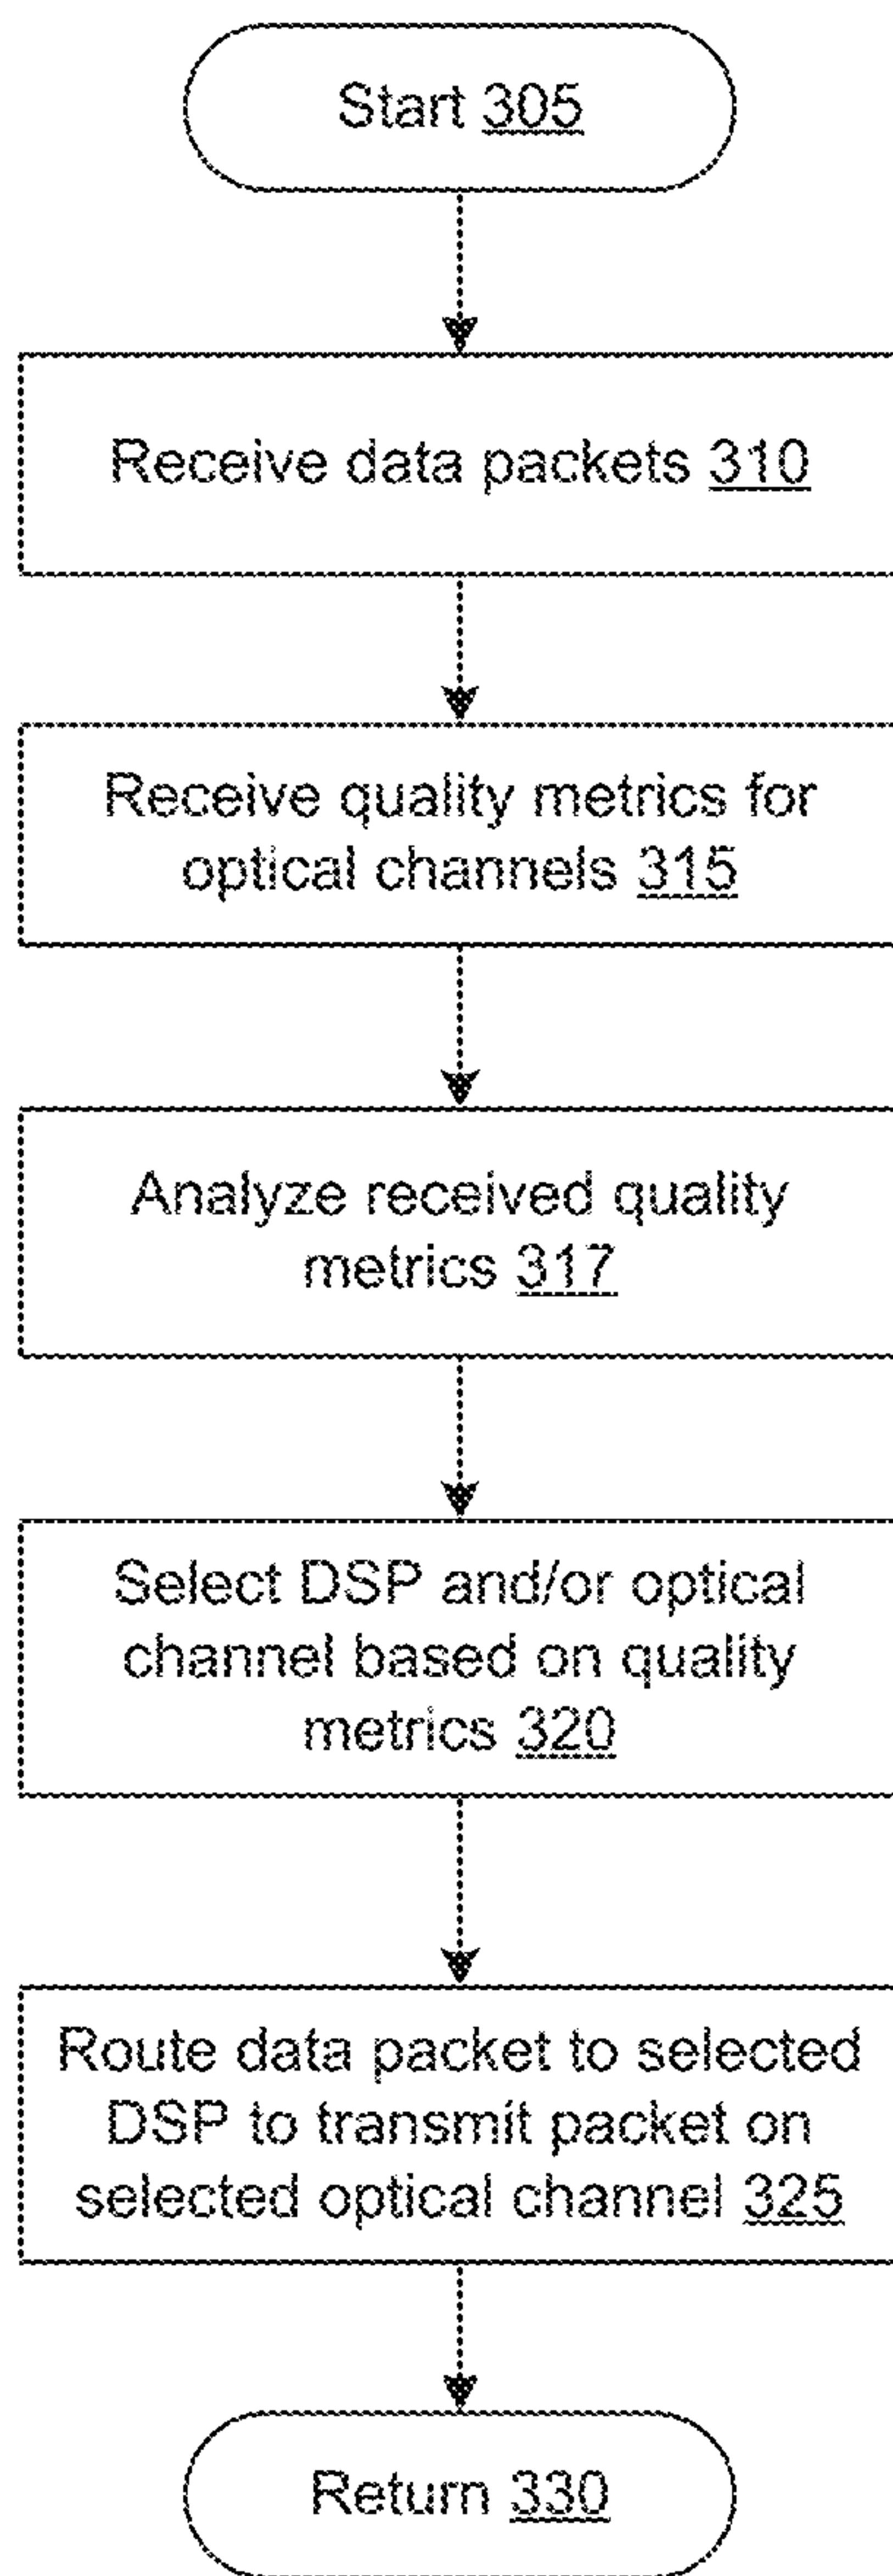 Start 305
Receive data packets 310
Receive quality metrics for
optical channels 315
Analyze received quality
metrics 317
Select DSP and/or optical
channel based on quality
metrics 320
Route data packet to selected
DSP to transmit packet on
selected optical channel 325
Return 330